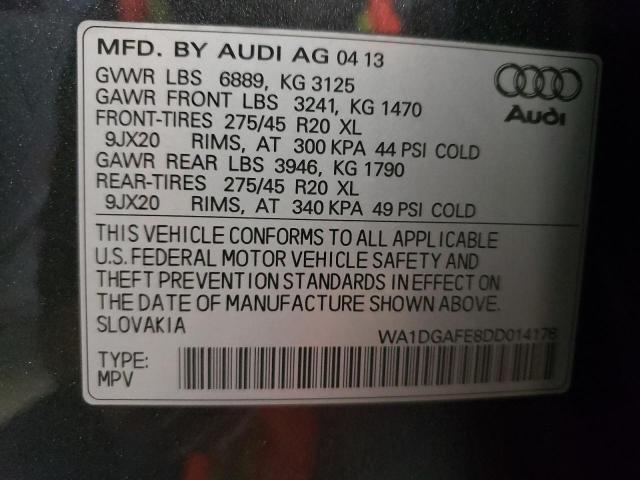 MFD. BY AUDI AG 04 13
Audi
GVWR LBS 6889, KG 3125
GAWR FRONT LBS 3241, KG 1470
FRONT-TIRES 275/45 R20 XL
9JX20 RIMS, AT 300 KPA 44 PSI COLD
GAWR REAR LBS 3946, KG 1790
REAR-TIRES 275/45 R20 XL
9JX20 RIMS, AT 340 KPA 49 PSI COLD
THIS VEHICLE CONFORMS TO ALL APPLICABLE
U.S. FEDERAL MOTOR VEHICLE SAFETY AND
THEFT PREVENTION STANDARDS IN EFFECT ON
THE DATE OF MANUFACTURE SHOWN ABOVE.
SLOVAKIA
WA1DGAFE8DD014176
TYPE:
MPV